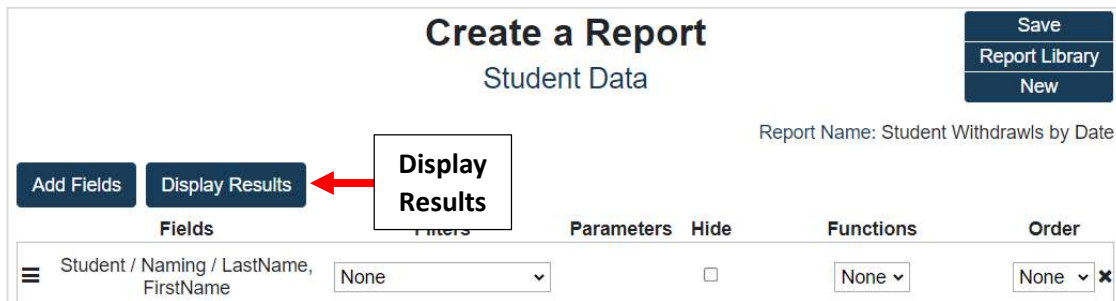 Create a Report
Student Data
Save
Report Library
New
Report Name: Student Withdrawls by Date
Add Fields
Display Results
Display
Results
Fields Filters Parameters Hide Functions Order
Student / Naming / LastName,
FirstName
None
None
None